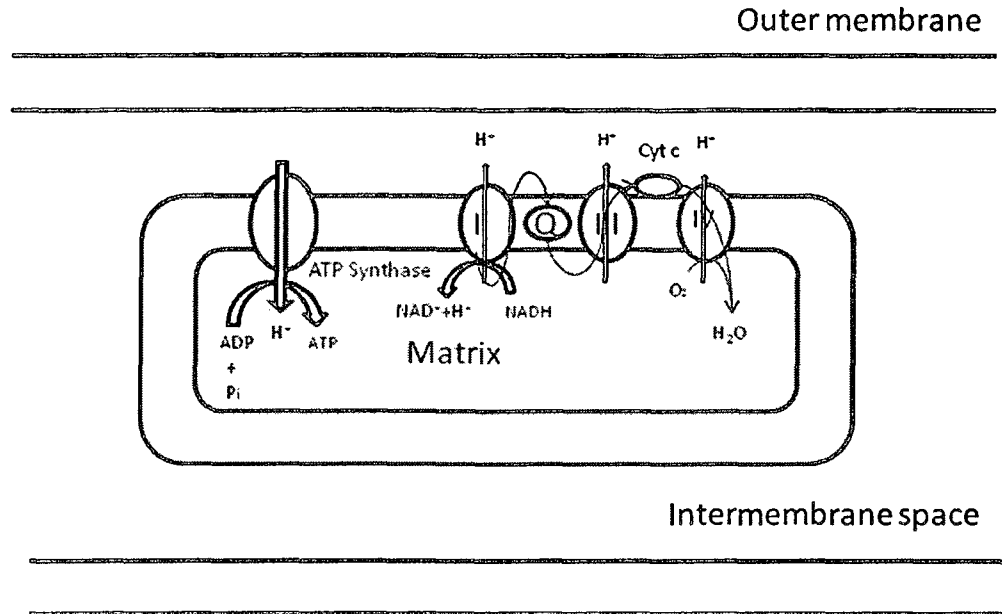 Outer membrane
H⁺
H⁺
Cyt c
H⁺
I
Q
III
IV
ATP Synthase
ADP
+
Pi
H⁺
ATP
NAD⁺+H⁺
NADH
O₂
H₂O
Matrix
Intermembrane space